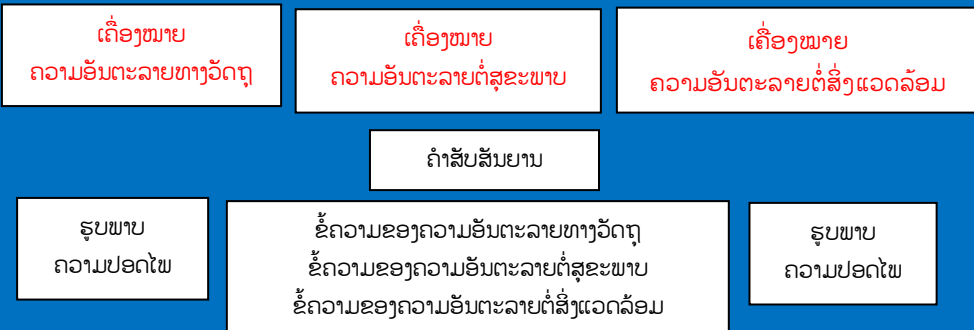 ເຄື່ອງໝາຍ
ຄວາມອັນຕະລາຍທາງວັດຖຸ
ເຄື່ອງໝາຍ
ຄວາມອັນຕະລາຍຕໍ່ສຸຂະພາບ
ເຄື່ອງໝາຍ
ຄວາມອັນຕະລາຍຕໍ່ສິ່ງແວດລ້ອມ
ຄໍາສັບສັນຍານ
ຮູບພາບ
ຄວາມປອດໄພ
ຂໍ້ຄວາມຂອງຄວາມອັນຕະລາຍທາງວັດຖຸ
ຂໍ້ຄວາມຂອງຄວາມອັນຕະລາຍຕໍ່ສຸຂະພາບ
ຂໍ້ຄວາມຂອງຄວາມອັນຕະລາຍຕໍ່ສິ່ງແວດລ້ອມ
ຮູບພາບ
ຄວາມປອດໄພ